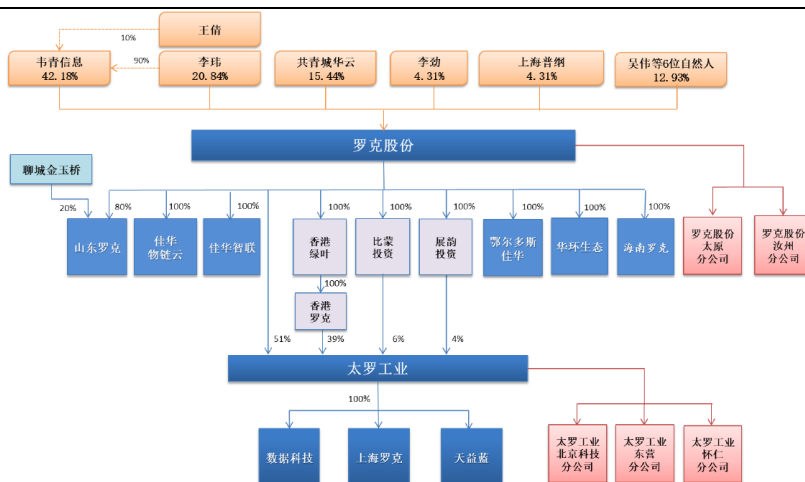 王倩
10%
韦青信息
42.18%
90%
李玮
20.84%
共青城华云
15.44%
李劲
4.31%
上海普纲
4.31%
吴伟等6位自然人
12.93%
罗克股份
聊城金玉桥
20%
80%
100%
100%
100%
100%
100%
100%
100%
100%
山东罗克
佳华
物链云
佳华智联
香港
绿叶
比蒙
投资
展韵
投资
鄂尔多斯
佳华
华环生态
海南罗克
罗克股份
太原
分公司
罗克股份
汝州
分公司
100%
香港
罗克
51%
39%
6%
4%
太罗工业
100%
数据科技
上海罗克
天益蓝
太罗工业
北京科技
分公司
太罗工业
东营
分公司
太罗工业
怀仁
分公司